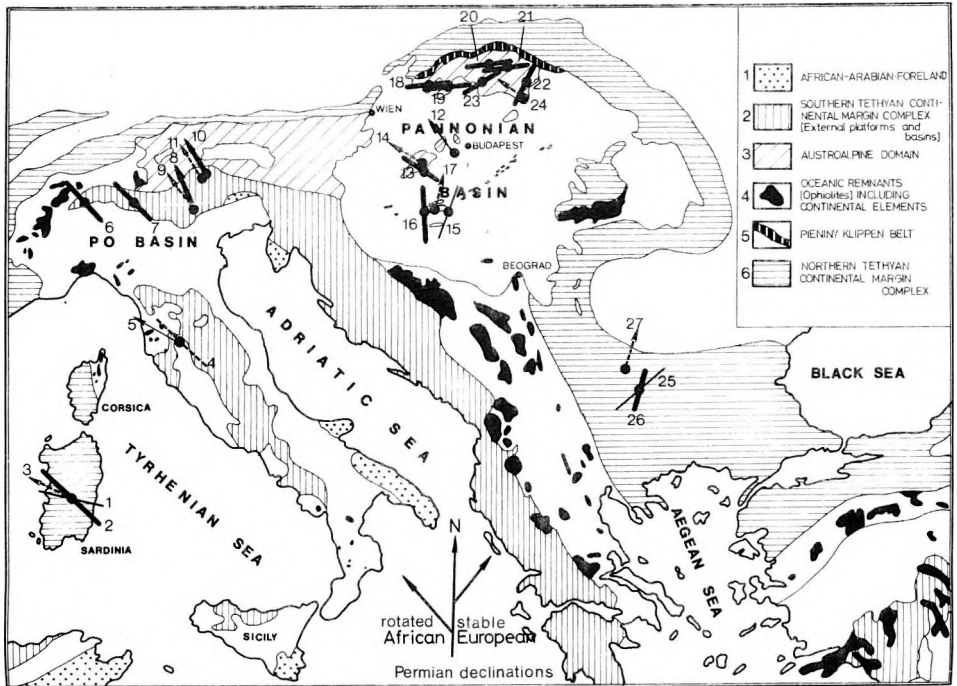 20 21
18 19 23 22 24
WIEN
12
PANNONIAN
BUDAPEST
14 13 17
BASIN
16 15
10
11
8
9
6 7
PO BASIN
BEOGRAD
5
4
ADRIATIC SEA
CORSICA
TYRHENIAN SEA
3
1
2
SARDINIA
SICILY
27
25
26
BLACK SEA
AEGEAN SEA
N
rotated stable
African European
Permian declinations
1 AFRICAN-ARABIAN-FORELAND
2 SOUTHERN TETHYAN CONTI-
NENTAL MARGIN COMPLEX
[External platforms and
basins]
3 AUSTROALPINE DOMAIN
4 OCEANIC REMNANTS
[Ophiolites] INCLUDING
CONTINENTAL ELEMENTS
5 PIENINY KLIPPEN BELT
6 NORTHERN TETHYAN
CONTINENTAL MARGIN
COMPLEX